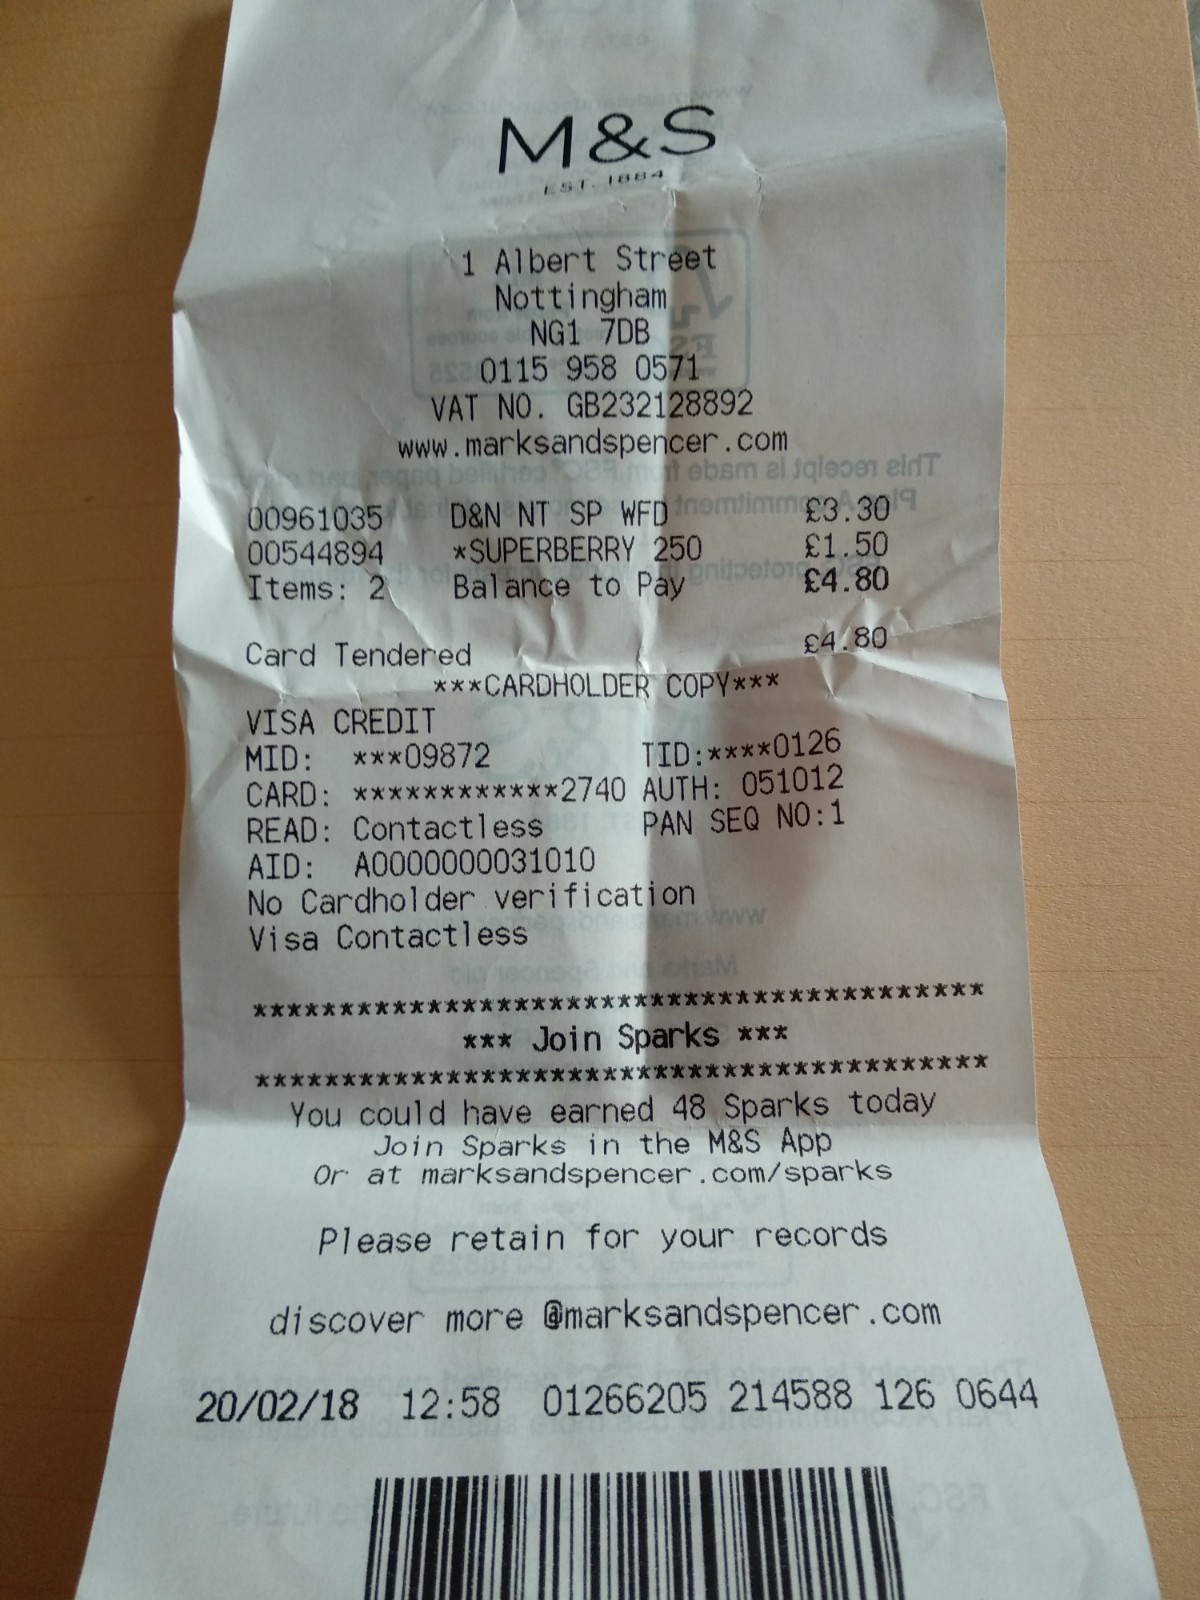 M&S
EST. 1884
1 Albert Street
Nottingham
NG1 7DB
0115 958 0571
VAT NO. GB232128892
www.marksandspencer.com
00961035 D&N NT SP WFD £3.30
00544894 *SUPERBERRY 250 £1.50
Items: 2 Balance to Pay £4.80
Card Tendered £4.80
***CARDHOLDER COPY***
VISA CREDIT
MID: ***09872 TID:****0126
CARD: ************2740 AUTH: 051012
READ: Contactless PAN SEQ NO:1
AID: A0000000031010
No Cardholder verification
Visa Contactless
*******************************************
*** Join Sparks ***
*******************************************
You could have earned 48 Sparks today
Join Sparks in the M&S App
Or at marksandspencer.com/sparks
Please retain for your records
discover more @marksandspencer.com
20/02/18 12:58 01266205 214588 126 0644